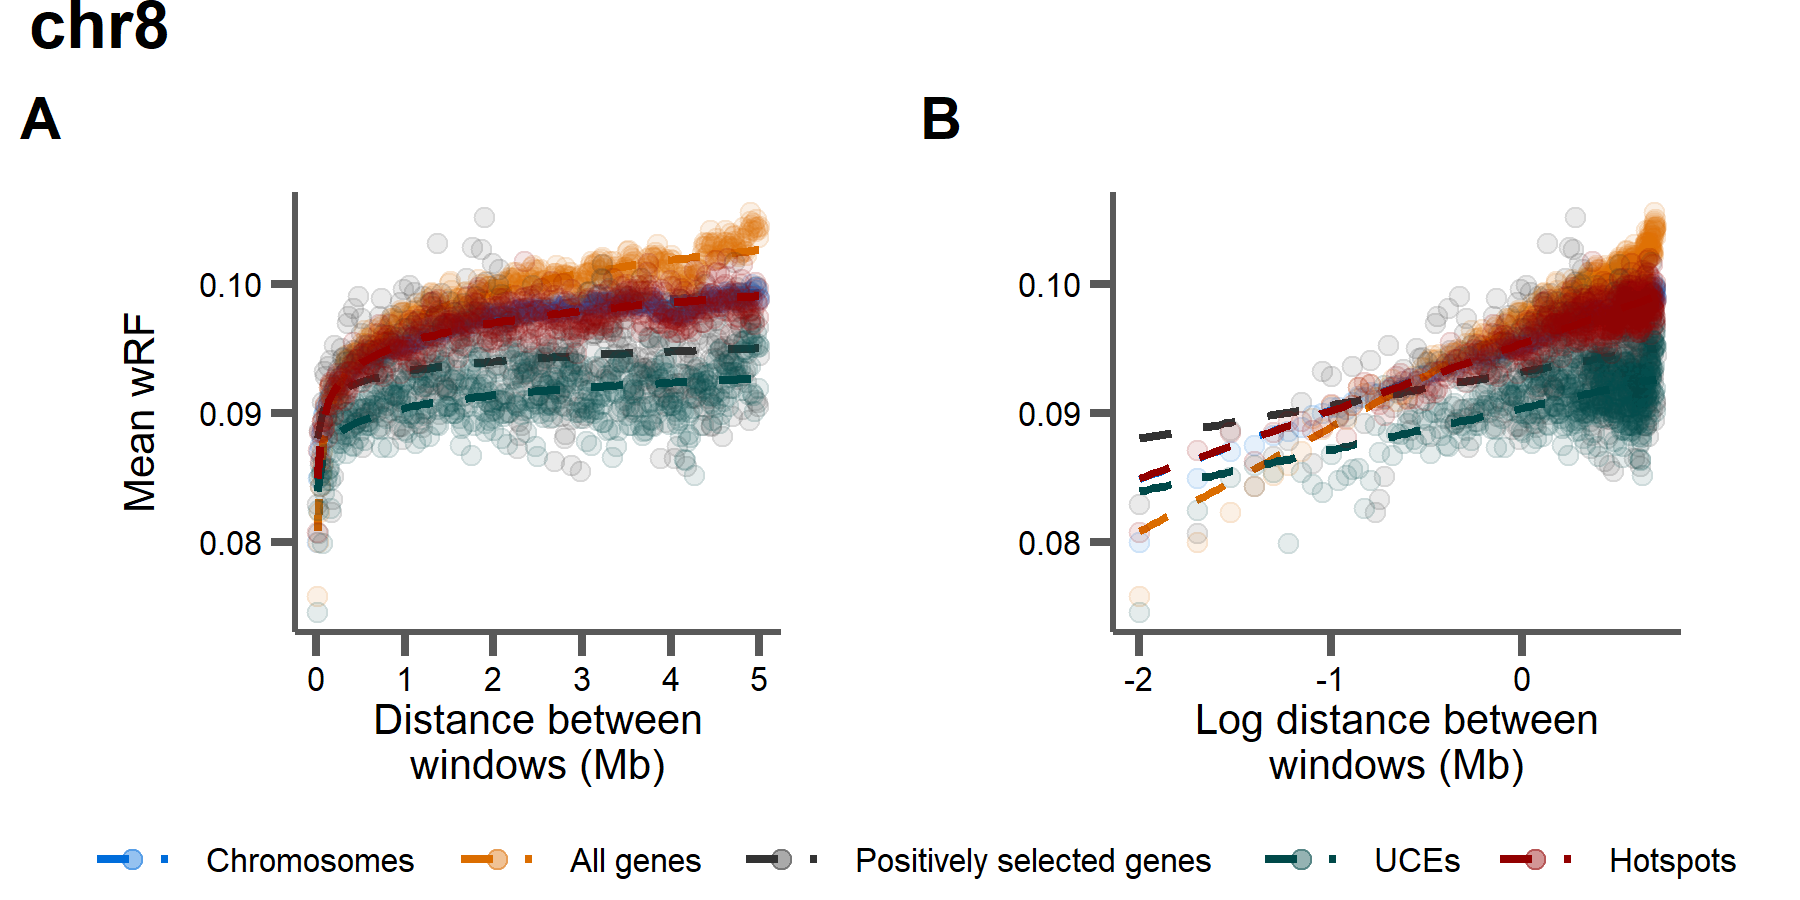 chr8
A
B
Mean wRF
0.10
0.09
0.08
0 1 2 3 4 5
Distance between
windows (Mb)
0.10
0.09
0.08
-2 -1 0
Log distance between
windows (Mb)
Chromosomes All genes Positively selected genes UCEs Hotspots